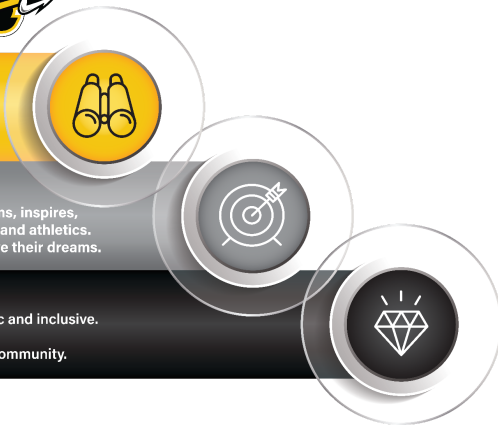 ns, inspires,
and athletics.
e their dreams.
c and inclusive.
ommunity.